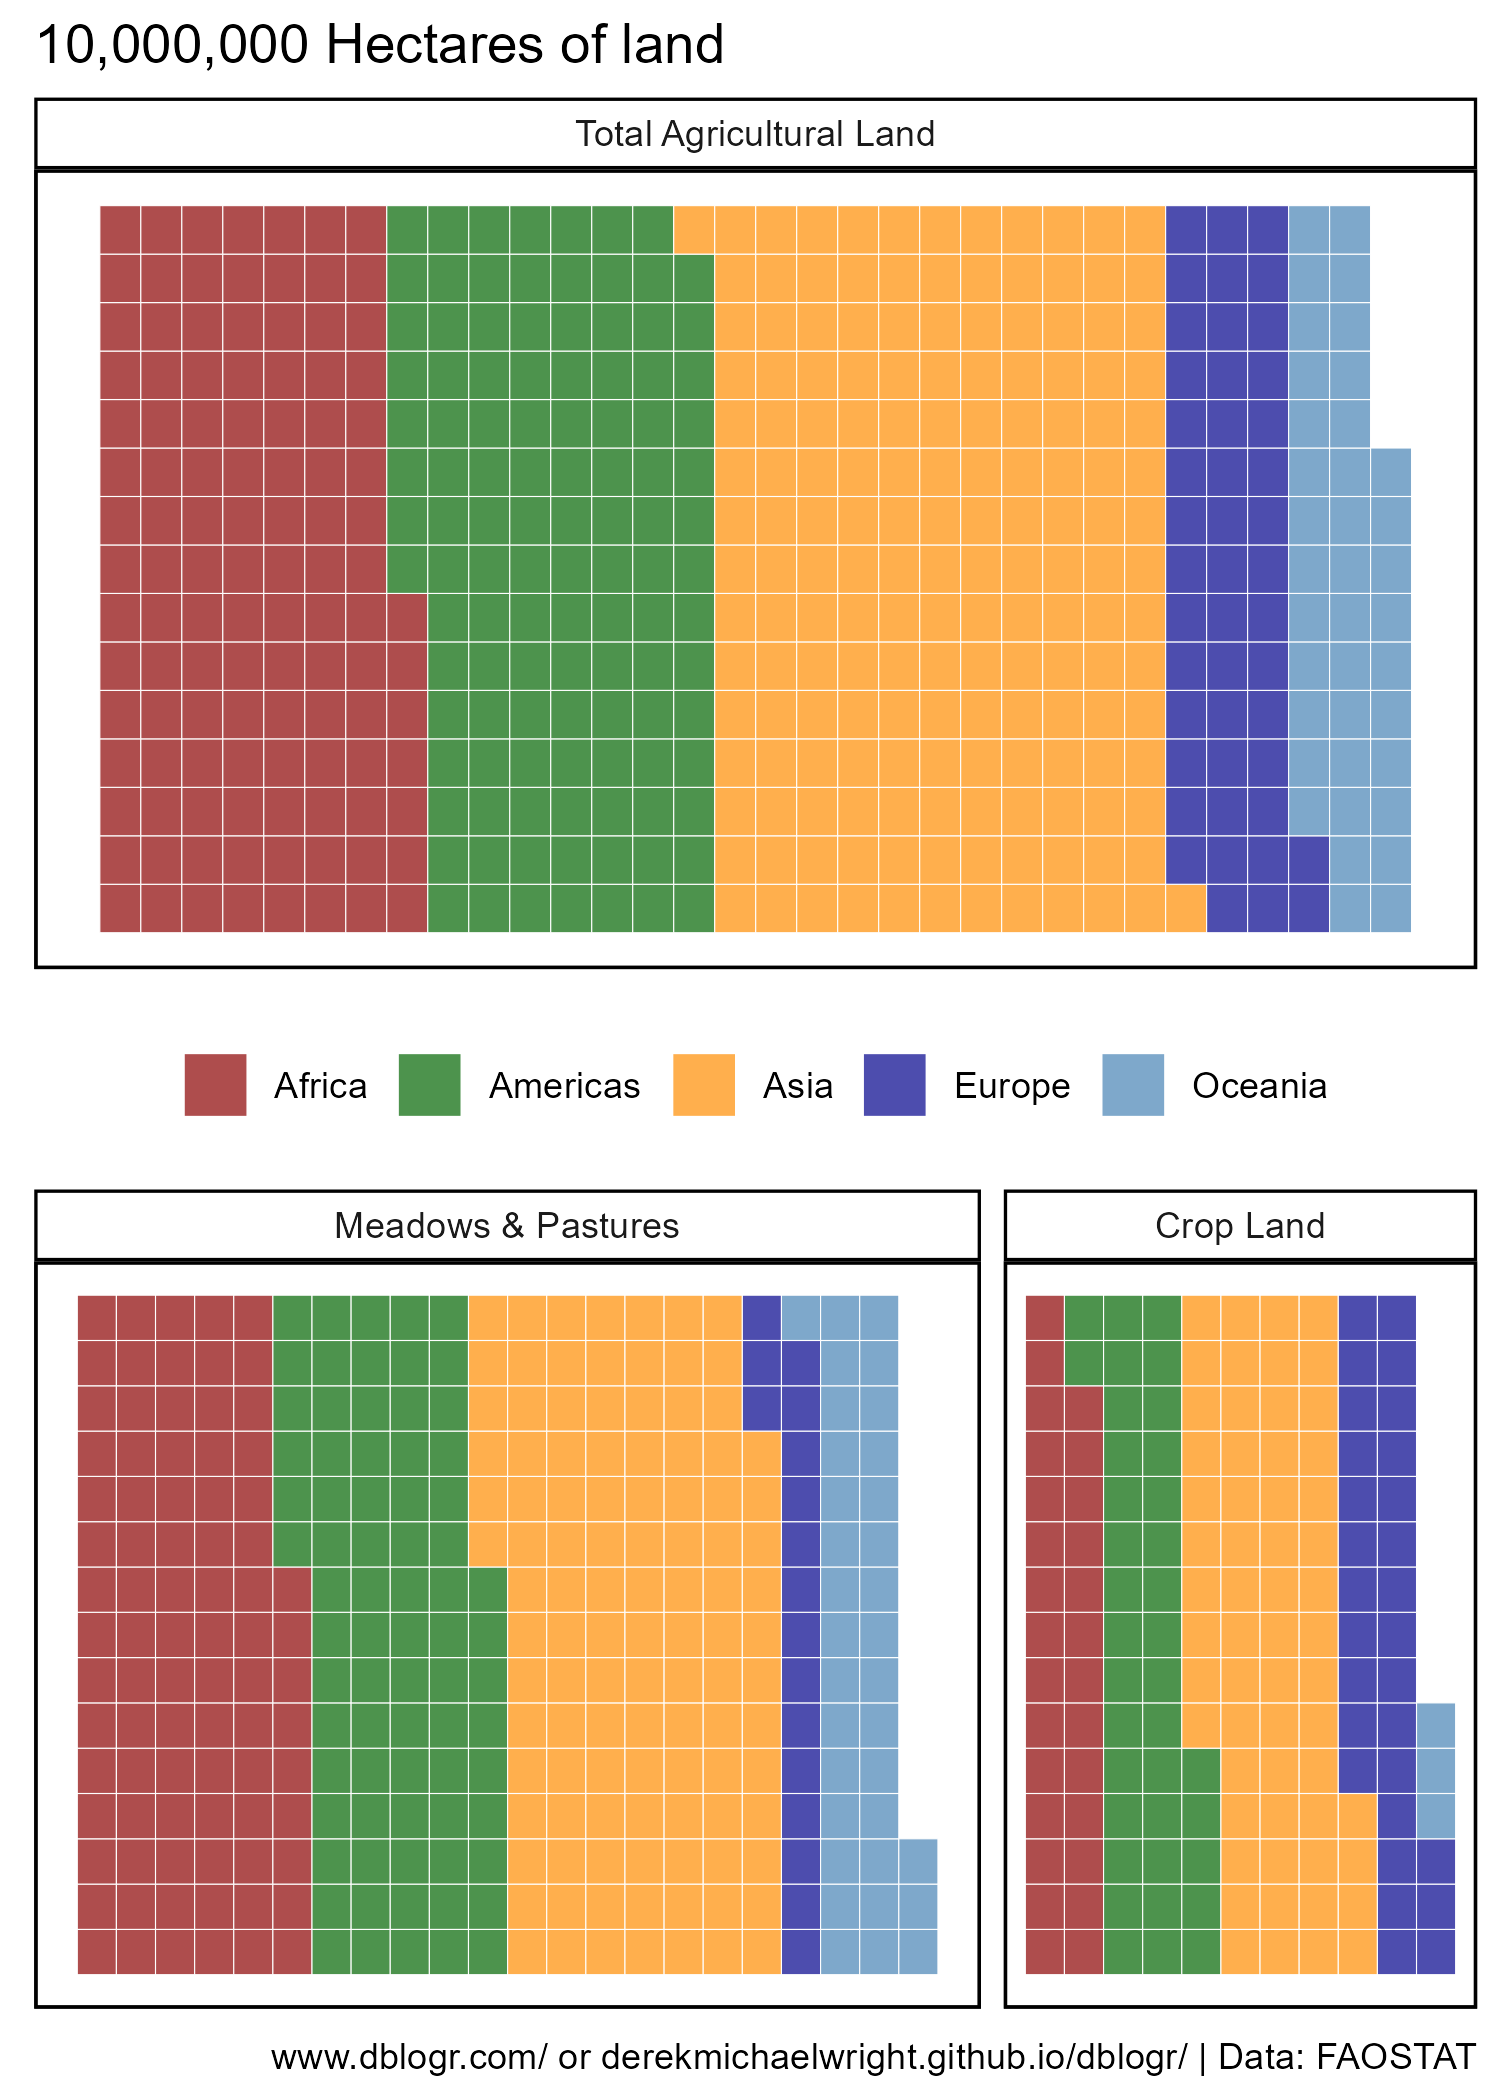 10,000,000 Hectares of land
Total Agricultural Land
Africa Americas Asia Europe Oceania
Meadows & Pastures
Crop Land
www.dblogr.com/ or derekmichaelwright.github.io/dblogr/ | Data: FAOSTAT